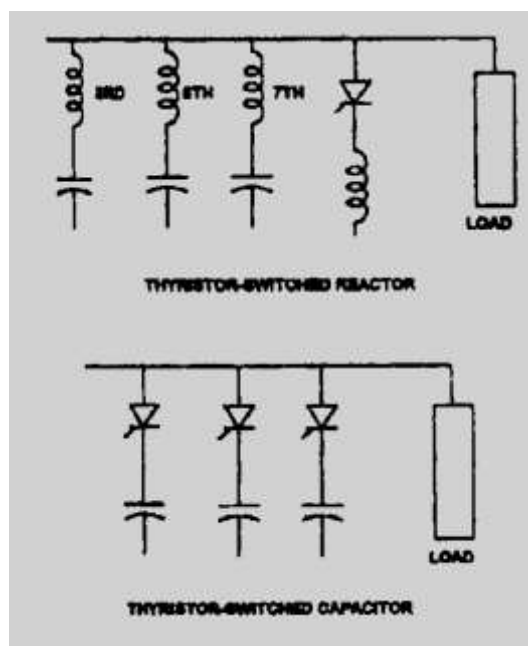 3RD 5TH 7TH
LOAD
THYRISTOR-SWITCHED REACTOR
LOAD
THYRISTOR-SWITCHED CAPACITOR